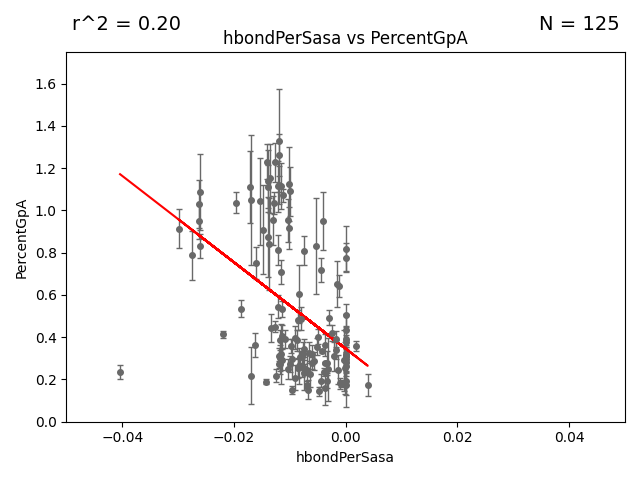 r^2 = 0.20
N = 125
hbondPerSasa vs PercentGpA
1.6
1.4
1.2
1.0
0.8
0.6
0.4
0.2
0.0
PercentGpA
−0.04 −0.02 0.00 0.02 0.04
hbondPerSasa